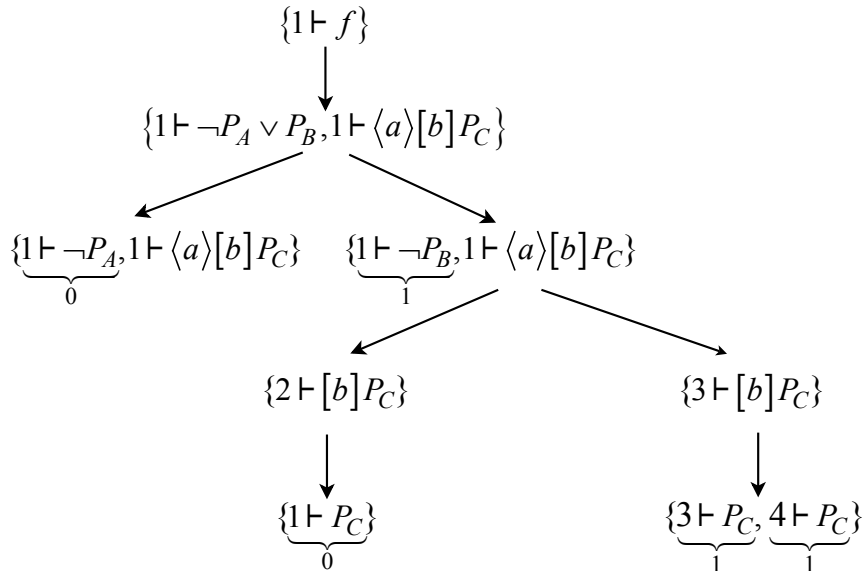 {1 ⊢ f}
{1 ⊢ ¬P_A ∨ P_B, 1 ⊢ ⟨a⟩[b]P_C}
{1 ⊢ ¬P_A, 1 ⊢ ⟨a⟩[b]P_C} {1 ⊢ ¬P_B, 1 ⊢ ⟨a⟩[b]P_C}
0 1
{2 ⊢ [b]P_C} {3 ⊢ [b]P_C}
{1 ⊢ P_C} {3 ⊢ P_C, 4 ⊢ P_C}
0 1 1